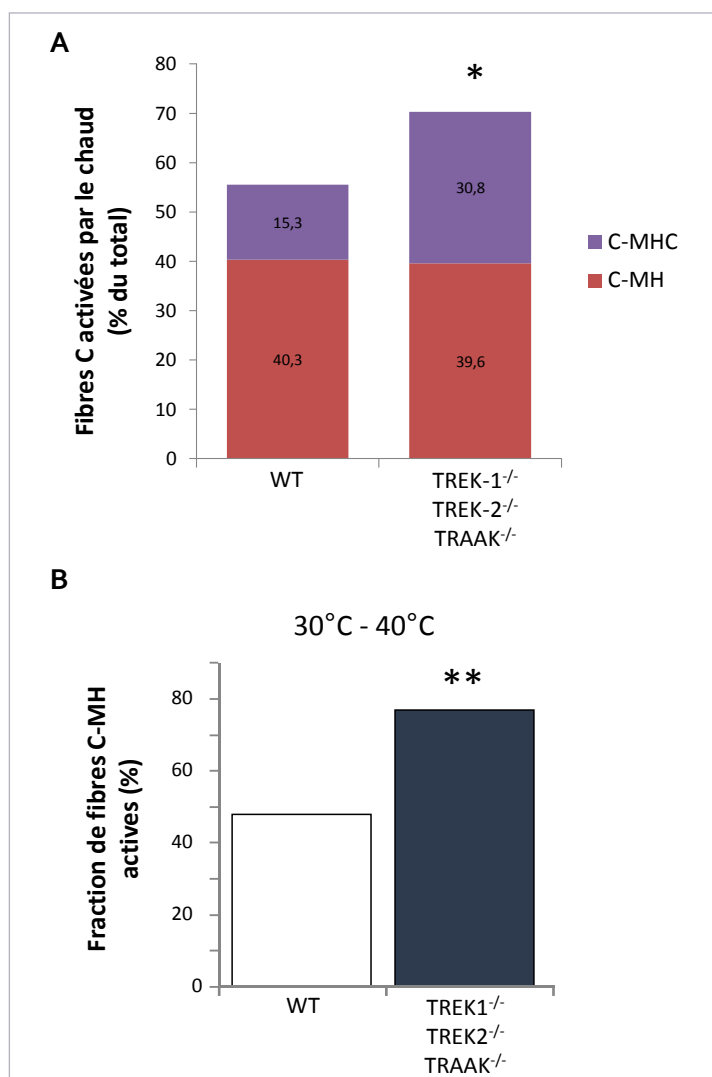 A
Fibres C activées par le chaud
(% du total)
80
70
60
50
40
30
20
10
0
*
15,3
40,3
30,8
39,6
C-MHC
C-MH
WT
TREK-1-/-
TREK-2-/-
TRAAK-/-
B
30°C - 40°C
Fraction de fibres C-MH
actives (%)
80
60
40
20
0
**
WT
TREK1-/-
TREK2-/-
TRAAK-/-